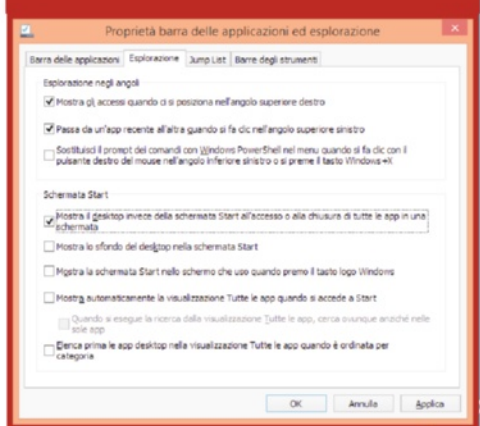 Proprietà barra delle applicazioni ed esplorazione
Barra delle applicazioni Esplorazione Jump List Barre degli strumenti
Esplorazione negli angoli
Mostra gli accessi quando ci si posiziona nell'angolo superiore destro
Passa da un'app recente all'altra quando si fa clic nell'angolo superiore sinistro
Sostituisci il prompt dei comandi con Windows PowerShell nel menu quando si fa clic con il
pulsante destro del mouse nell'angolo inferiore sinistro o si preme il tasto Windows+X
Schermata Start
Mostra il desktop invece della schermata Start all'accesso o alla chiusura di tutte le app in una
schermata
Mostra lo sfondo del desktop nella schermata Start
Mostra la schermata Start nello schermo che uso quando premo il tasto logo Windows
Mostra automaticamente la visualizzazione Tutte le app quando si accede a Start
Quando si esegue la ricerca dalla visualizzazione Tutte le app, cerca ovunque anziché nelle
sole app
Elenca prima le app desktop nella visualizzazione Tutte le app quando è ordinata per
categoria
OK Annulla Applica